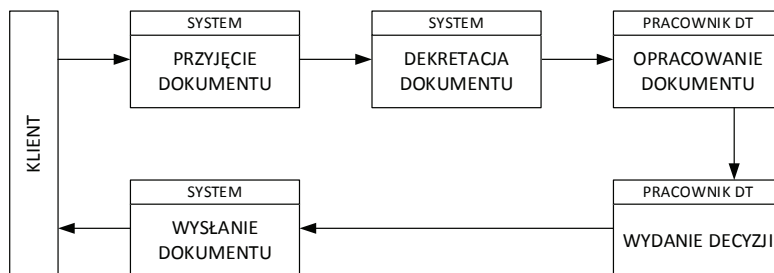 SYSTEM
PRZYJĘCIE
DOKUMENTU
SYSTEM
DEKRETACJA
DOKUMENTU
PRACOWNIK DT
OPRACOWANIE
DOKUMENTU
KLIENT
SYSTEM
WYSŁANIE
DOKUMENTU
PRACOWNIK DT
WYDANIE DECYZJI